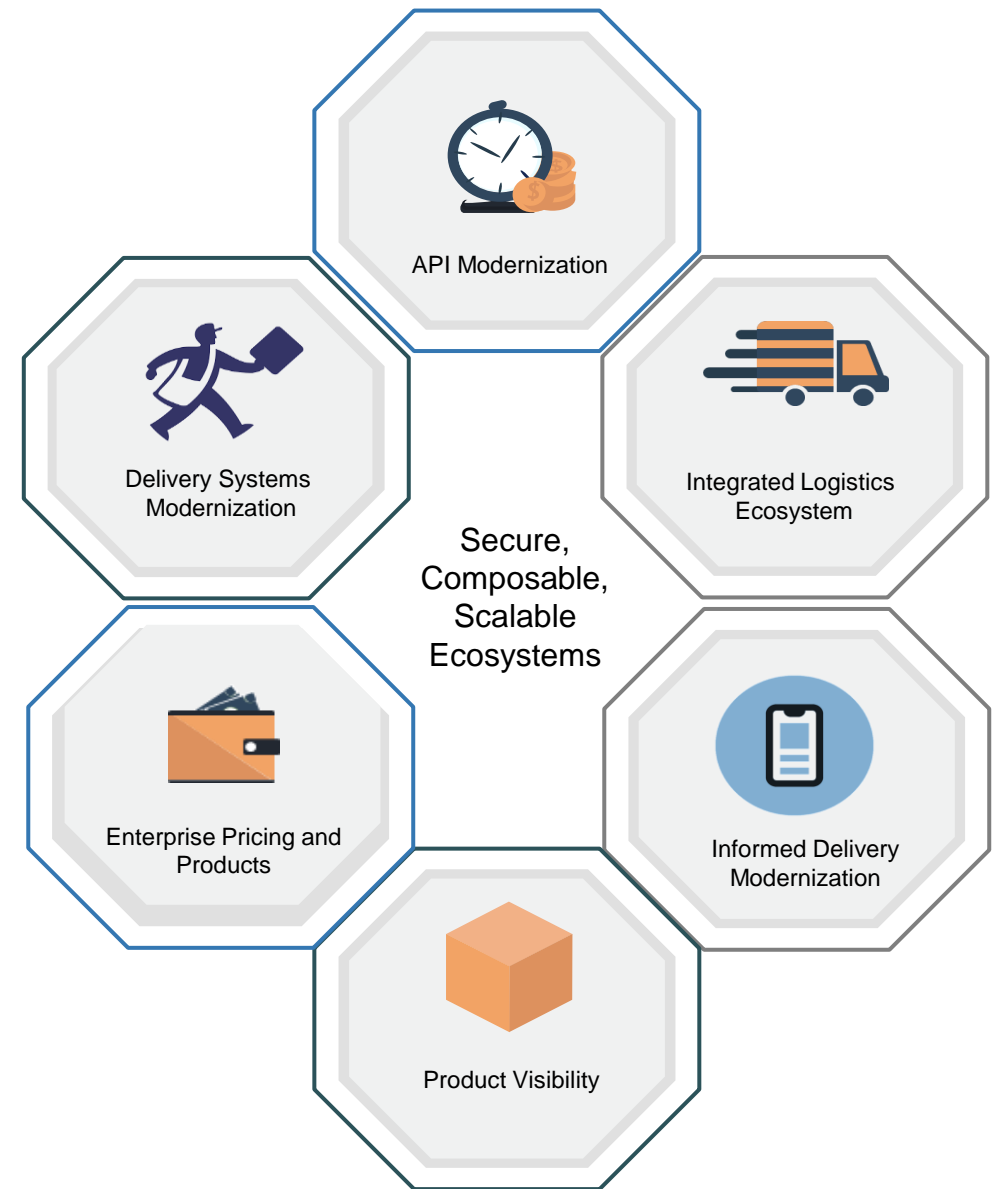 API Modernization
Delivery Systems
Modernization
Integrated Logistics
Ecosystem
Secure,
Composable,
Scalable
Ecosystems
Enterprise Pricing and
Products
Informed Delivery
Modernization
Product Visibility